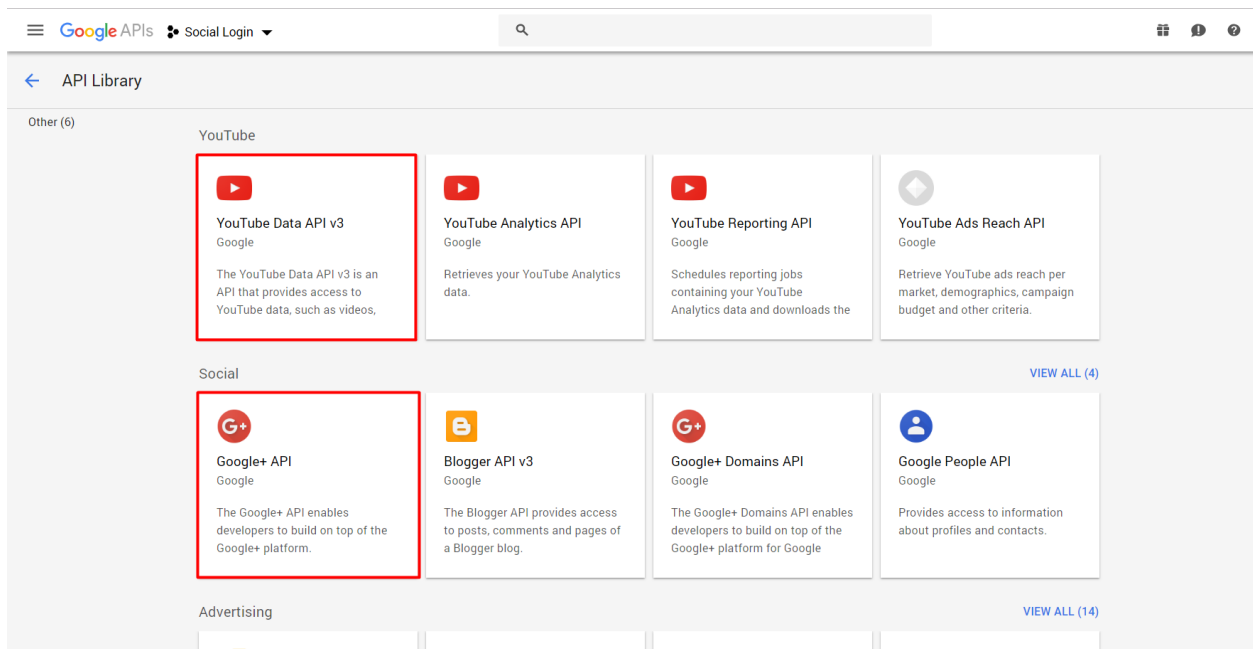 Google APIs Social Login
API Library
Other (6)
YouTube
YouTube Data API v3
Google
The YouTube Data API v3 is an
API that provides access to
YouTube data, such as videos,
YouTube Analytics API
Google
Retrieves your YouTube Analytics
data.
YouTube Reporting API
Google
Schedules reporting jobs
containing your YouTube
Analytics data and downloads the
YouTube Ads Reach API
Google
Retrieve YouTube ads reach per
market, demographics, campaign
budget and other criteria.
Social
VIEW ALL (4)
G+
Google+ API
Google
The Google+ API enables
developers to build on top of the
Google+ platform.
Blogger API v3
Google
The Blogger API provides access
to posts, comments and pages of
a Blogger blog.
G+
Google+ Domains API
Google
The Google+ Domains API enables
developers to build on top of the
Google+ platform for Google
Google People API
Google
Provides access to information
about profiles and contacts.
Advertising
VIEW ALL (14)